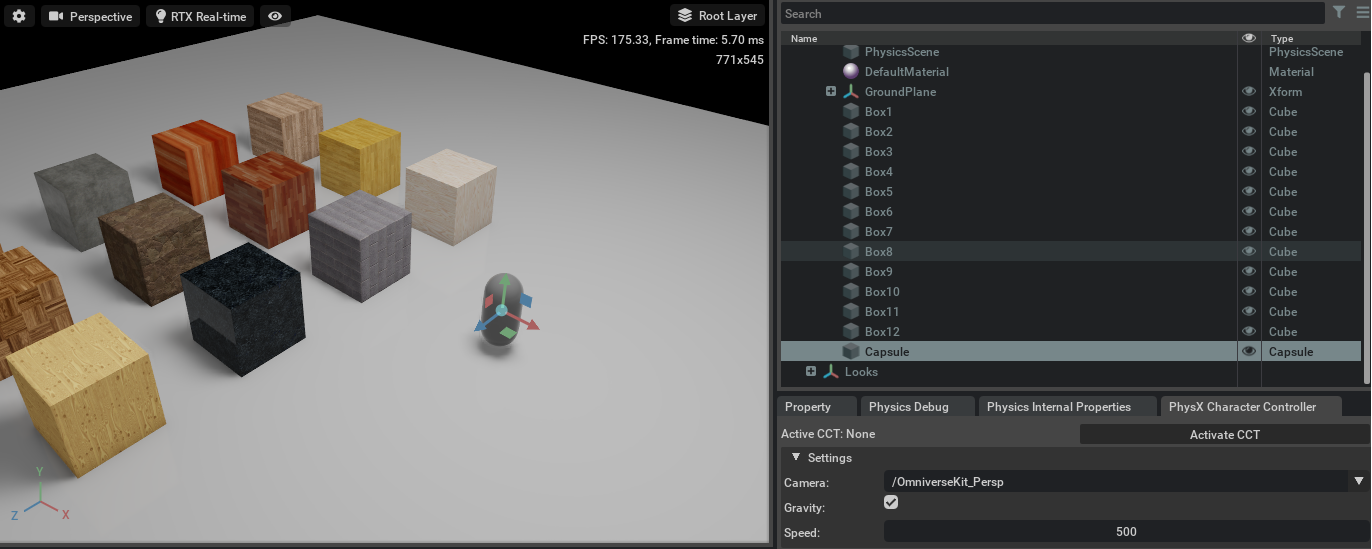 Perspective RTX Real-time Root Layer
FPS: 175.33, Frame time: 5.70 ms
771x545
Y
Z X
Search
Name Type
PhysicsScene PhysicsScene
DefaultMaterial Material
GroundPlane Xform
Box1 Cube
Box2 Cube
Box3 Cube
Box4 Cube
Box5 Cube
Box6 Cube
Box7 Cube
Box8 Cube
Box9 Cube
Box10 Cube
Box11 Cube
Box12 Cube
Capsule Capsule
Looks
Property Physics Debug Physics Internal Properties PhysX Character Controller
Active CCT: None Activate CCT
Settings
Camera: /OmniverseKit_Persp
Gravity:
Speed: 500